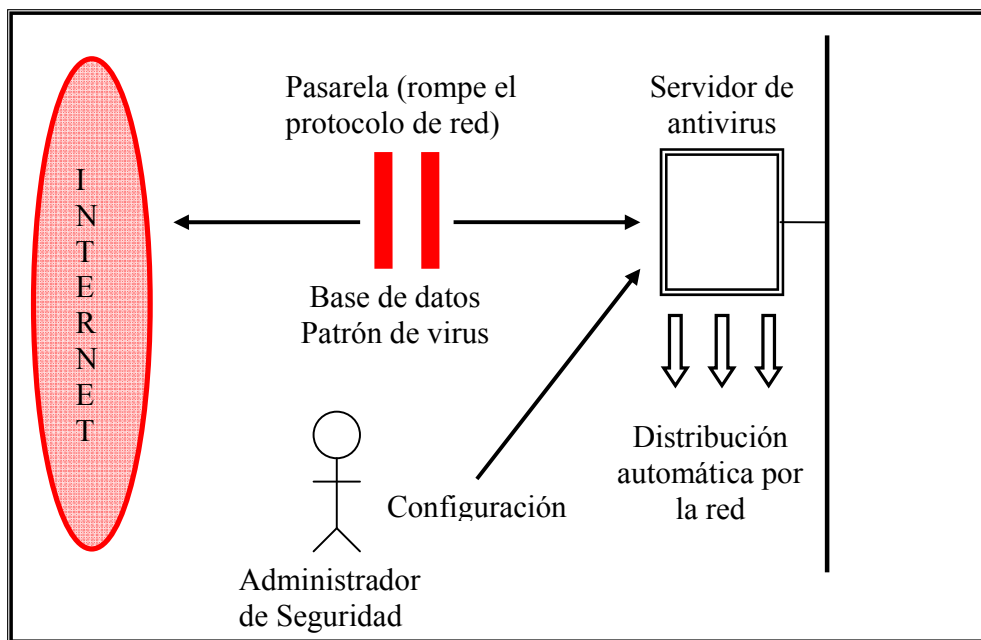 INTERNET
Pasarela (rompe el
protocolo de red)
Servidor de
antivirus
Base de datos
Patrón de virus
Distribución
automática por
la red
Configuración
Administrador
de Seguridad